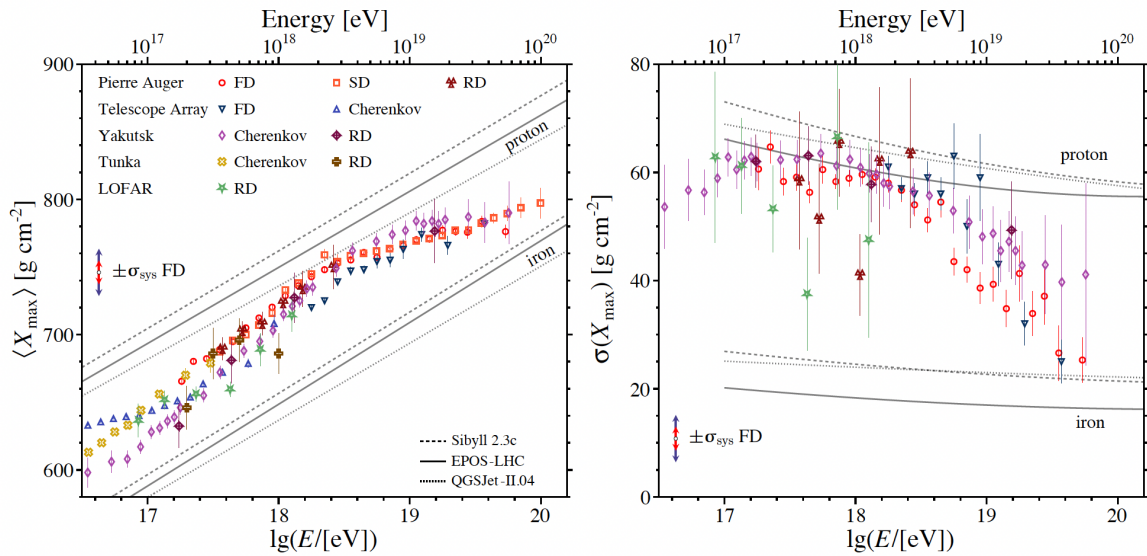 Energy [eV]
10^17 10^18 10^19 10^20
900
800
700
600
⟨X_max⟩ [g cm^-2]
Pierre Auger FD SD RD
Telescope Array FD Cherenkov
Yakutsk Cherenkov RD
Tunka Cherenkov RD
LOFAR RD
proton
iron
±σ_sys FD
Sibyll 2.3c
EPOS-LHC
QGSJet-II.04
17 18 19 20
lg(E/[eV])
Energy [eV]
10^17 10^18 10^19 10^20
80
60
40
20
0
σ(X_max) [g cm^-2]
proton
iron
±σ_sys FD
17 18 19 20
lg(E/[eV])